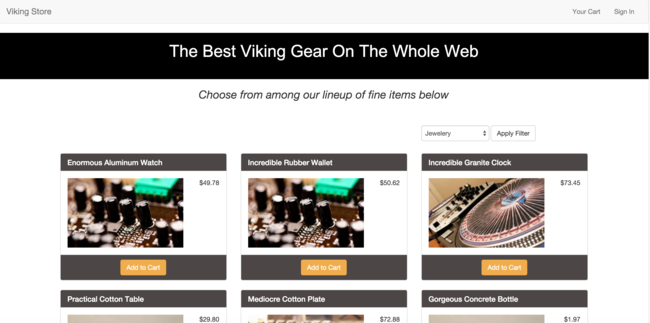 Viking Store Your Cart Sign In
The Best Viking Gear On The Whole Web
Choose from among our lineup of fine items below
Jewelery Apply Filter
Enormous Aluminum Watch Incredible Rubber Wallet Incredible Granite Clock
$49.78 $50.62 $73.45
Add to Cart Add to Cart Add to Cart
Practical Cotton Table Mediocre Cotton Plate Gorgeous Concrete Bottle
$29.80 $72.88 $1.97